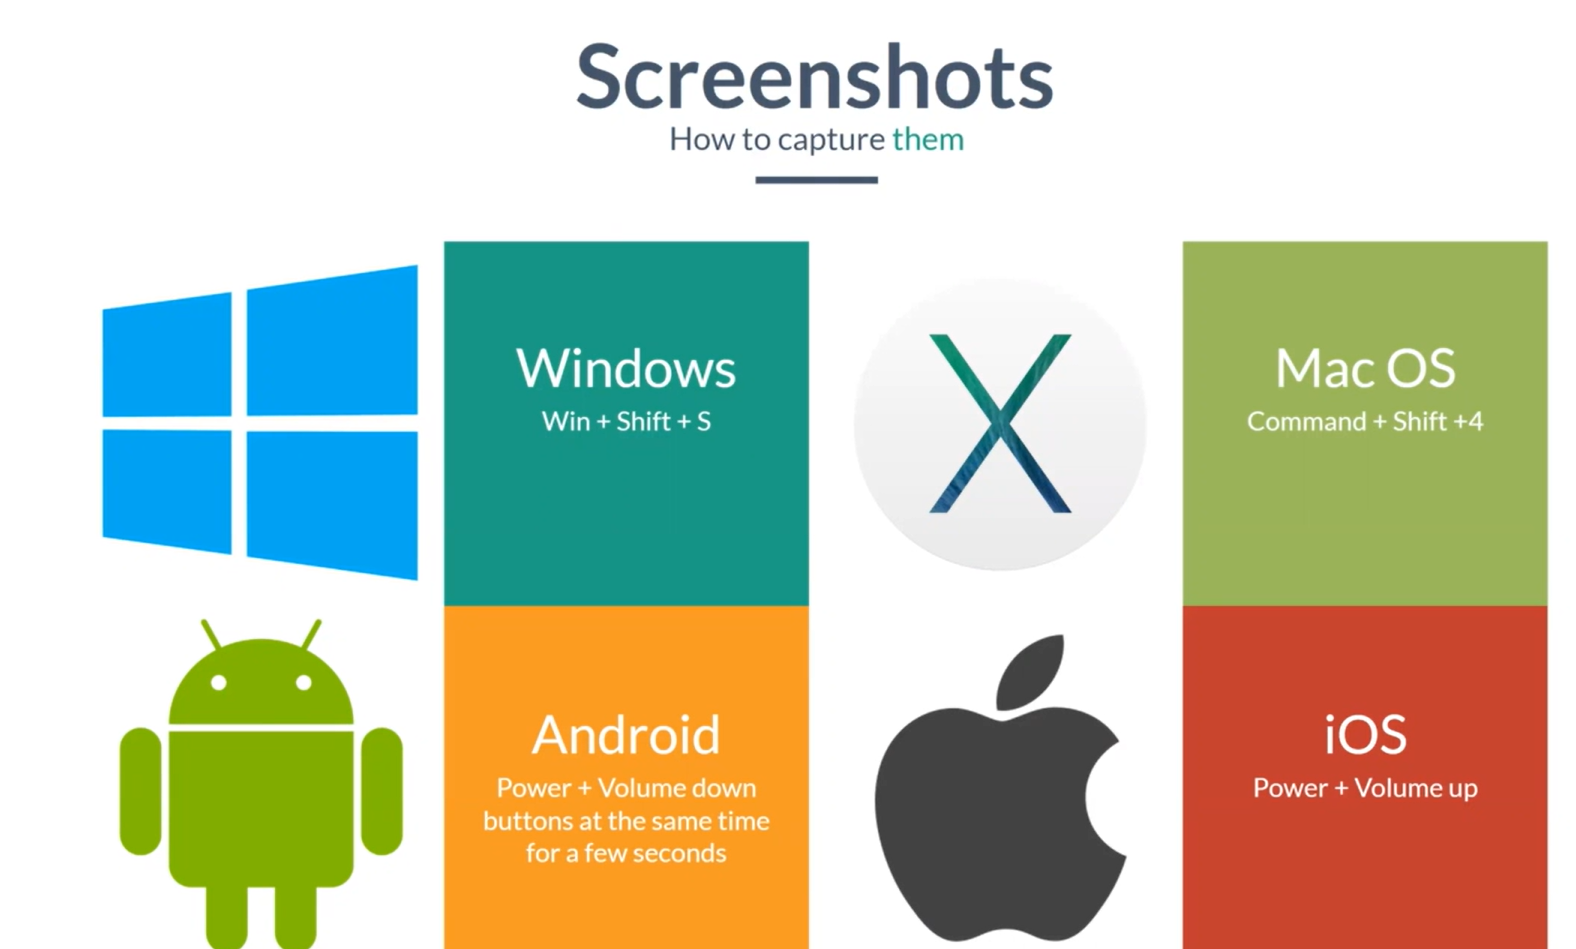 Screenshots
How to capture them
Windows
Win + Shift + S
Mac OS
Command + Shift +4
Android
Power + Volume down
buttons at the same time
for a few seconds
iOS
Power + Volume up